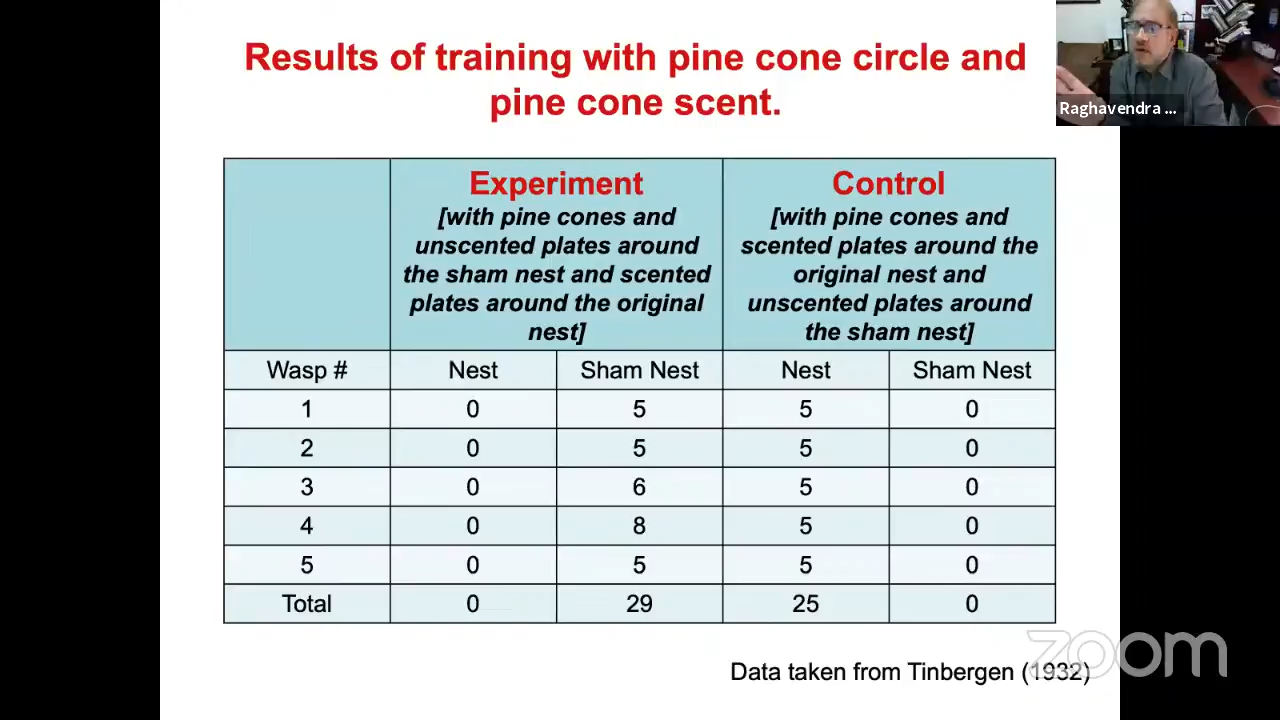 Results of training with pine cone circle and
pine cone scent.
Raghavendra ...
Experiment
[with pine cones and
unscented plates around
the sham nest and scented
plates around the original
nest]
Control
[with pine cones and
scented plates around the
original nest and
unscented plates around
the sham nest]
Wasp # Nest Sham Nest Nest Sham Nest
1 0 5 5 0
2 0 5 5 0
3 0 6 5 0
4 0 8 5 0
5 0 5 5 0
Total 0 29 25 0
zoom
Data taken from Tinbergen (1932)